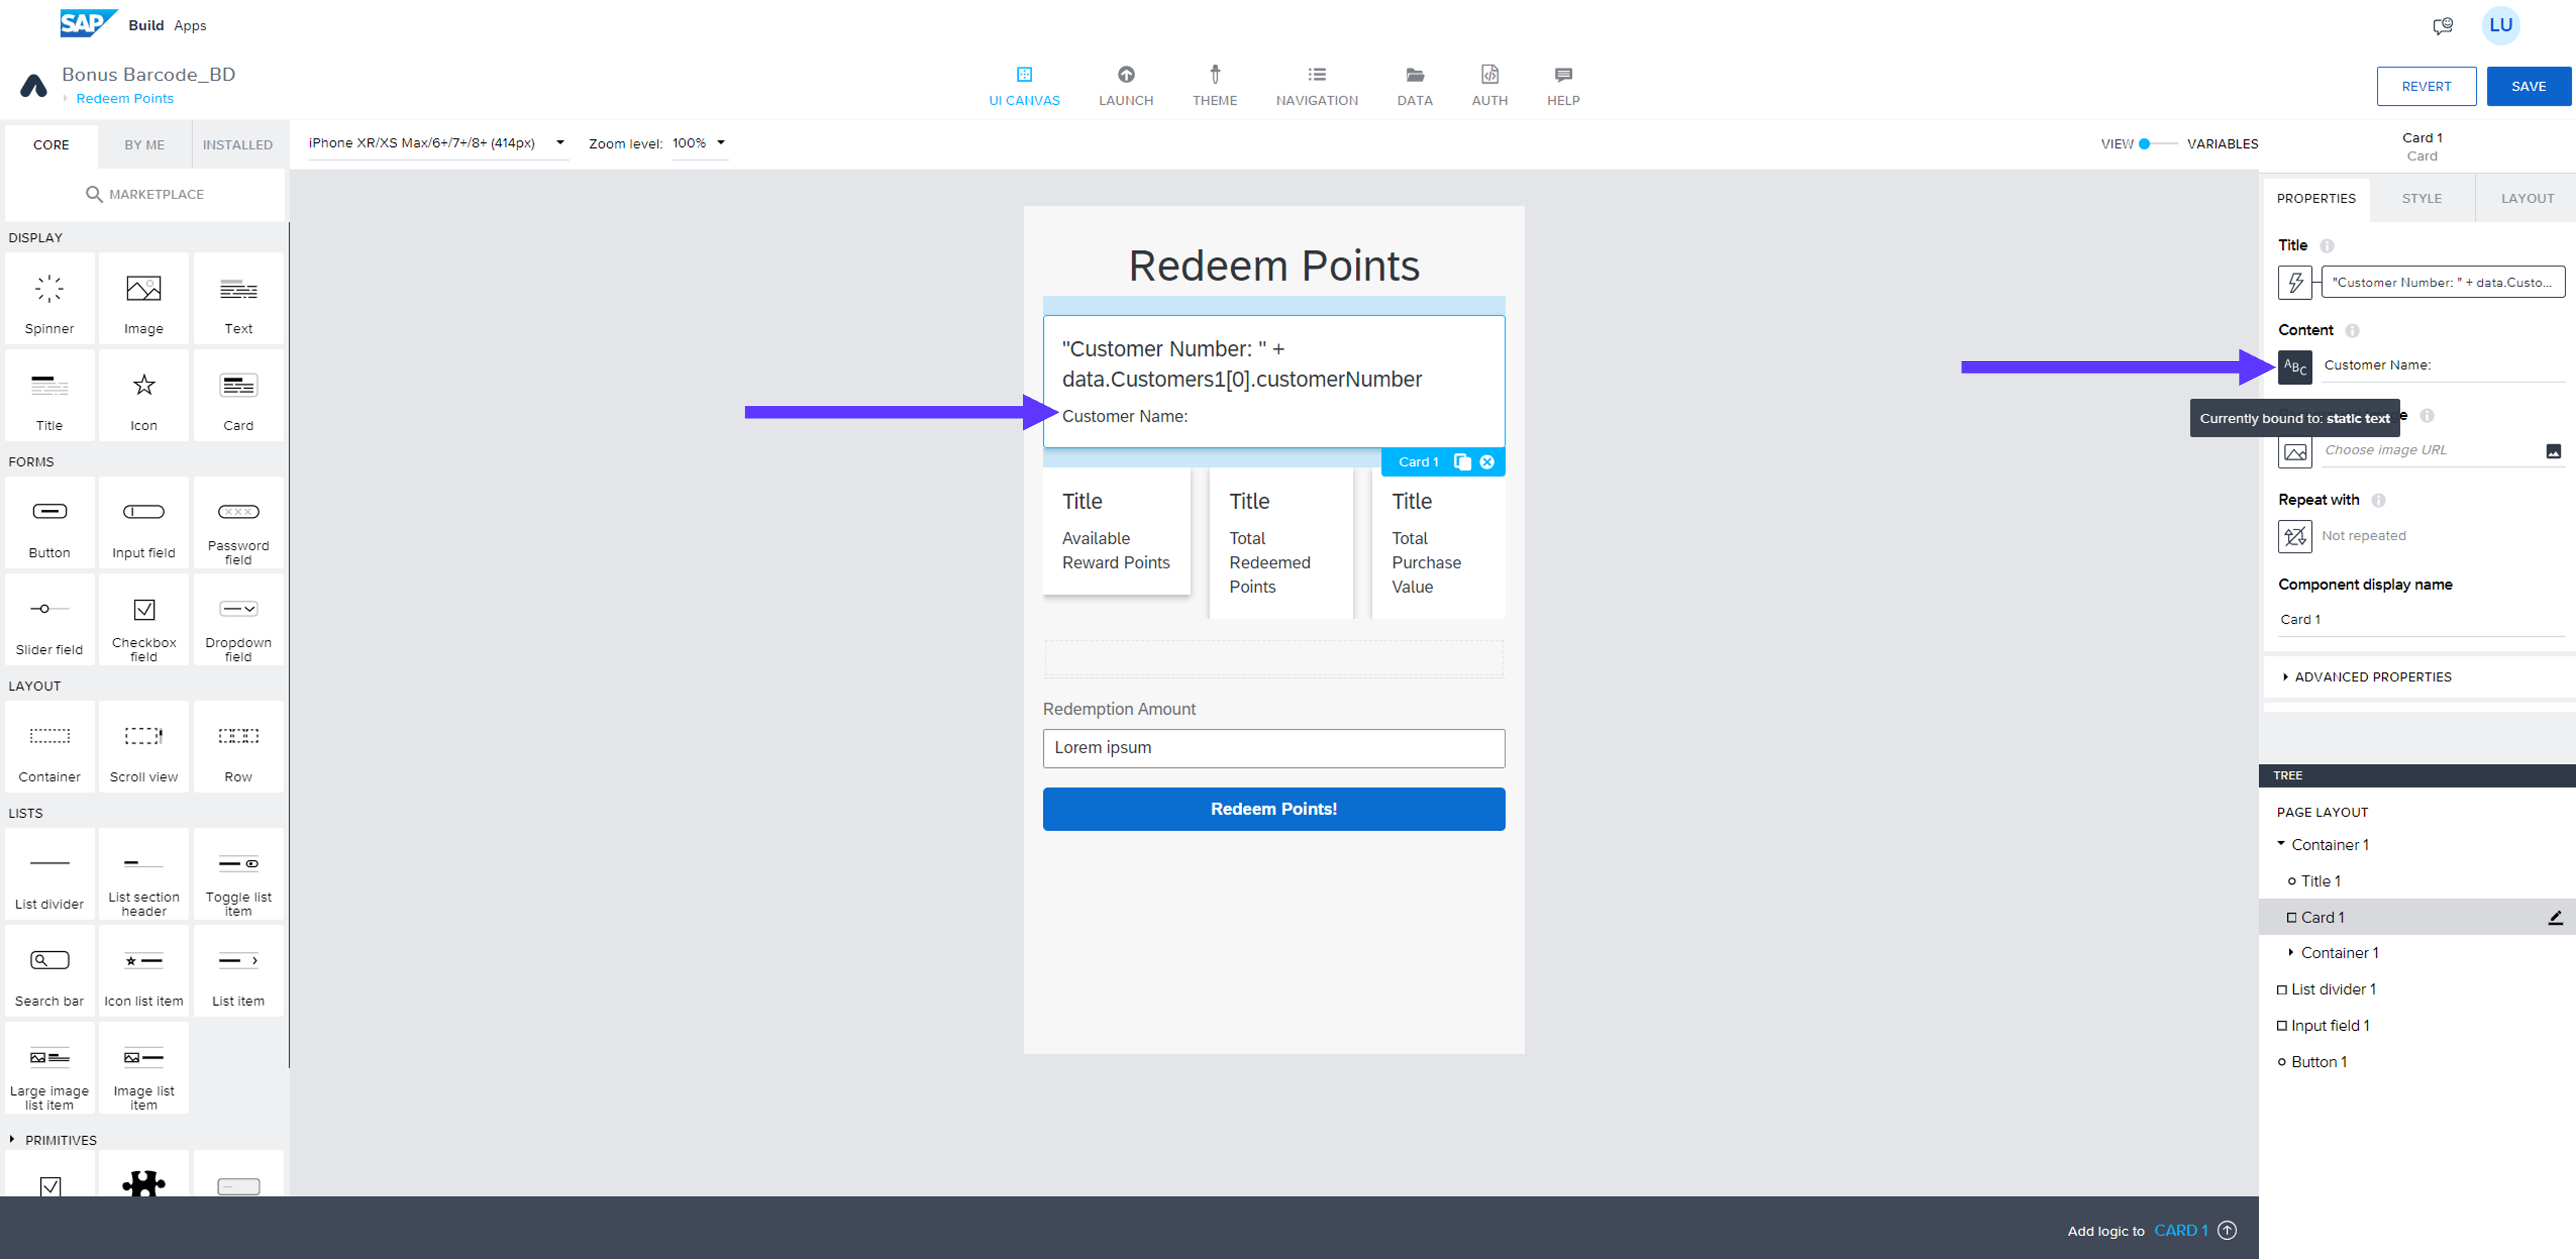 SAP Build Apps
LU
Bonus Barcode_BD
Redeem Points
UI CANVAS
LAUNCH
THEME
NAVIGATION
DATA
AUTH
HELP
REVERT
SAVE
CORE
BY ME
INSTALLED
iPhone XR/XS Max/6+/7+/8+ (414px)
Zoom level: 100%
VIEW
VARIABLES
Card 1
Card
MARKETPLACE
DISPLAY
Spinner
Image
Text
Title
Icon
Card
FORMS
Button
Input field
Password
field
Slider field
Checkbox
field
Dropdown
field
LAYOUT
Container
Scroll view
Row
LISTS
List divider
List section
header
Toggle list
item
Search bar
Icon list item
List item
Large image
list item
Image list
item
PRIMITIVES
Redeem Points
"Customer Number: " +
data.Customers1[0].customerNumber
Customer Name:
Card 1
Title
Available
Reward Points
Title
Total
Redeemed
Points
Title
Total
Purchase
Value
Redemption Amount
Lorem ipsum
Redeem Points!
PROPERTIES
STYLE
LAYOUT
Title
"Customer Number: " + data.Custo...
Content
ABC
Customer Name:
Currently bound to: static text
Choose image URL
Repeat with
Not repeated
Component display name
Card 1
ADVANCED PROPERTIES
TREE
PAGE LAYOUT
Container 1
Title 1
Card 1
Container 1
List divider 1
Input field 1
Button 1
Add logic to CARD 1